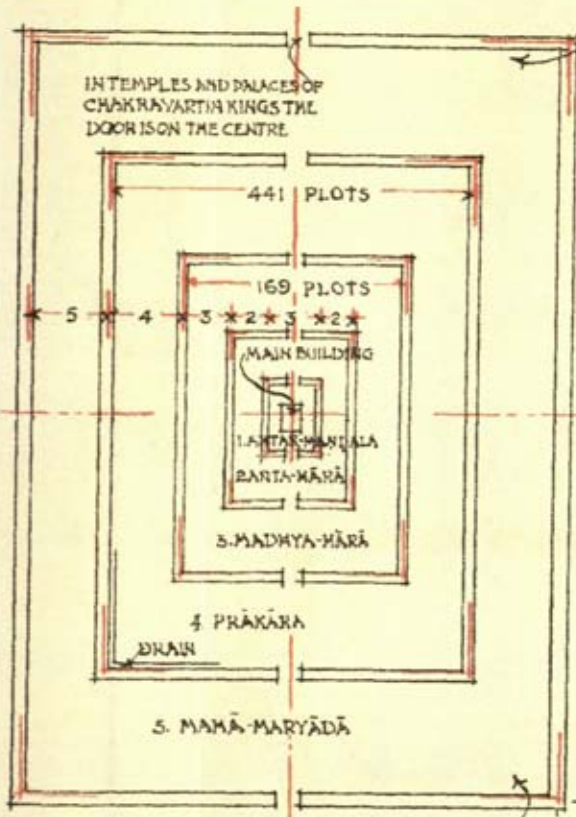 IN TEMPLES AND PALACES OF
CHAKRAVARTIN KINGS THE
DOOR IS ON THE CENTRE
441 PLOTS
169 PLOTS
5 4 3 2 3 2
MAIN BUILDING
1. ANTAR-MANDALA
2. ANTA-HĀRĀ
3. MADHYA-HĀRĀ
4. PRĀKĀRA
DRAIN
5. MAHĀ-MARYĀDĀ